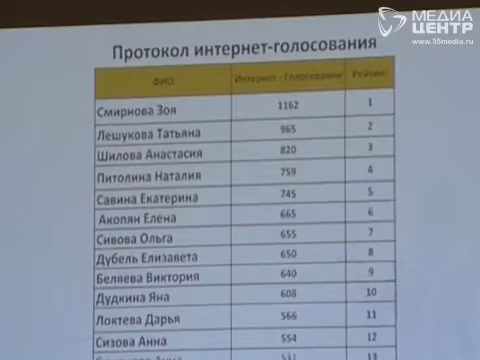 МЕДИА
ЦЕНТР
www.35media.ru
Протокол интернет-голосования
ФИО Интернет - Голосование Рейтинг
Смирнова Зоя 1162 1
Лешукова Татьяна 965 2
Шилова Анастасия 820 3
Питолина Наталия 759 4
Савина Екатерина 745 5
Акопян Елена 665 6
Сивова Ольга 655 7
Дубель Елизавета 650 8
Беляева Виктория 640 9
Дудкина Яна 608 10
Локтева Дарья 566 11
Сизова Анна 554 12
13